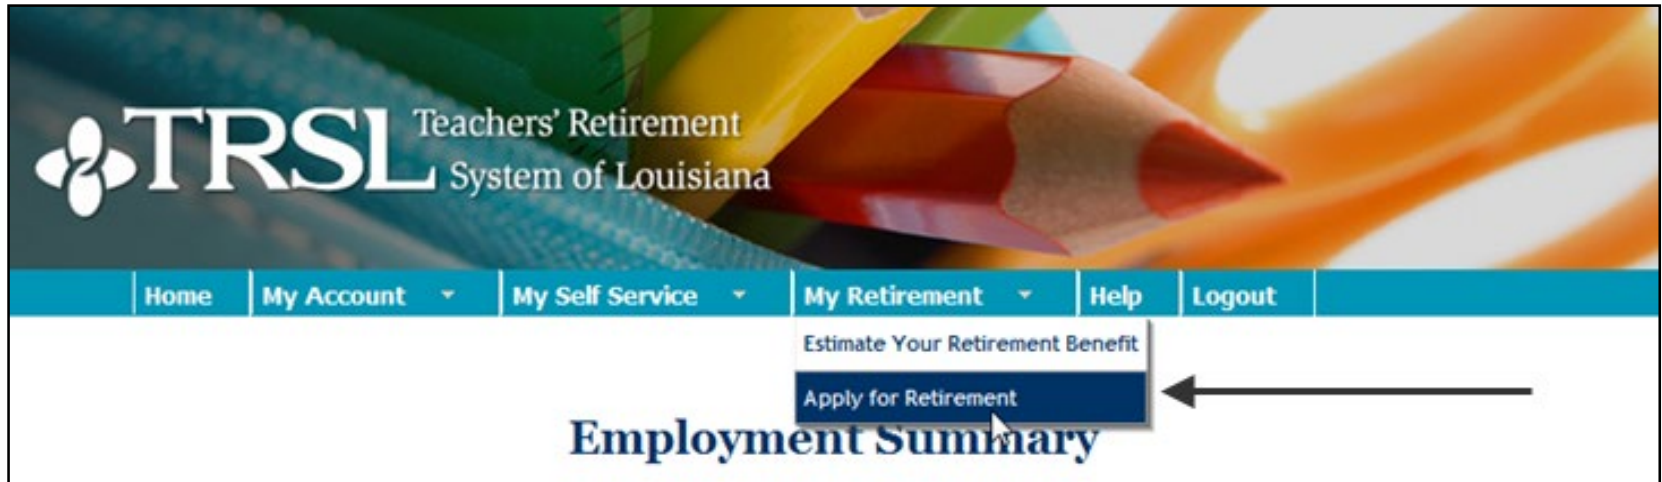 TRSL
Teachers' Retirement
System of Louisiana
Home My Account My Self Service My Retirement Help Logout
Estimate Your Retirement Benefit
Apply for Retirement
Employment Summary